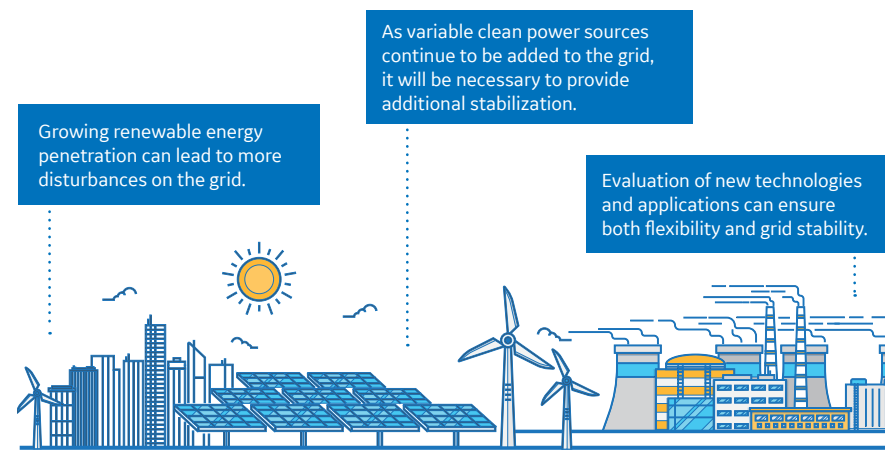 Growing renewable energy
penetration can lead to more
disturbances on the grid.
As variable clean power sources
continue to be added to the grid,
it will be necessary to provide
additional stabilization.
Evaluation of new technologies
and applications can ensure
both flexibility and grid stability.